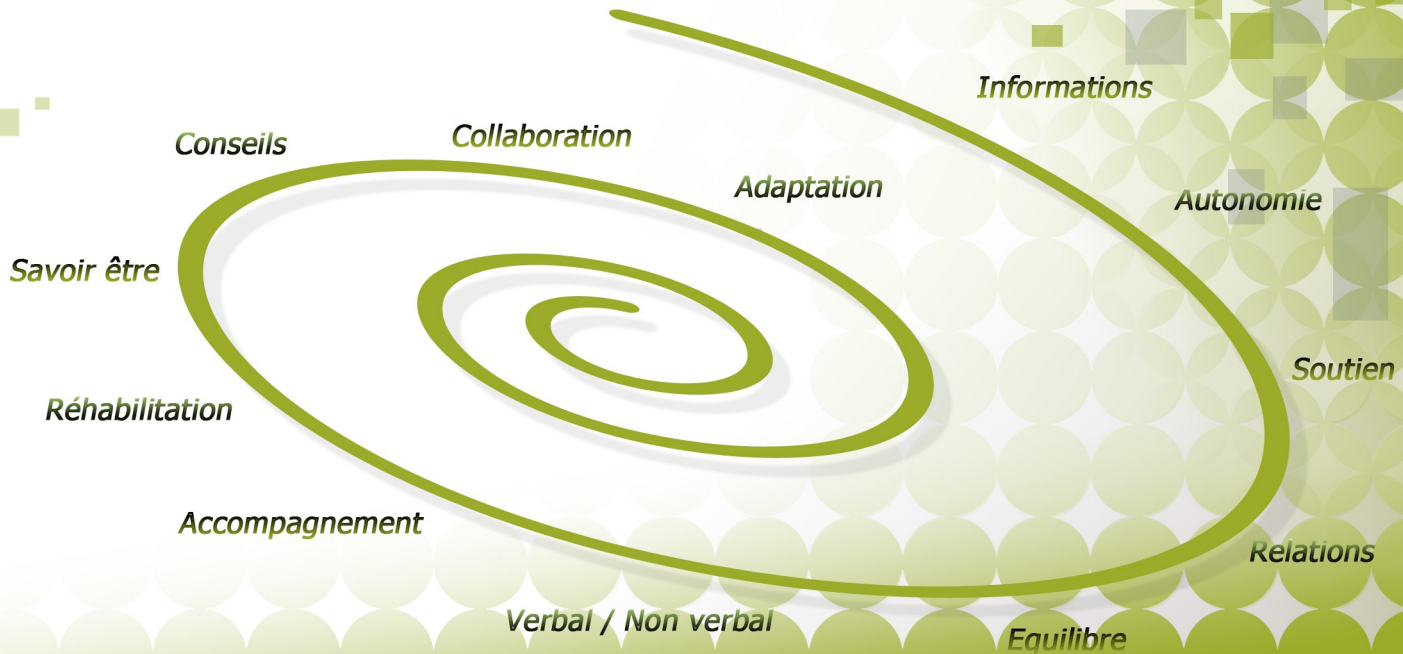 Informations
Conseils
Collaboration
Adaptation
Autonomie
Savoir être
Soutien
Réhabilitation
Accompagnement
Relations
Verbal / Non verbal
Equilibre